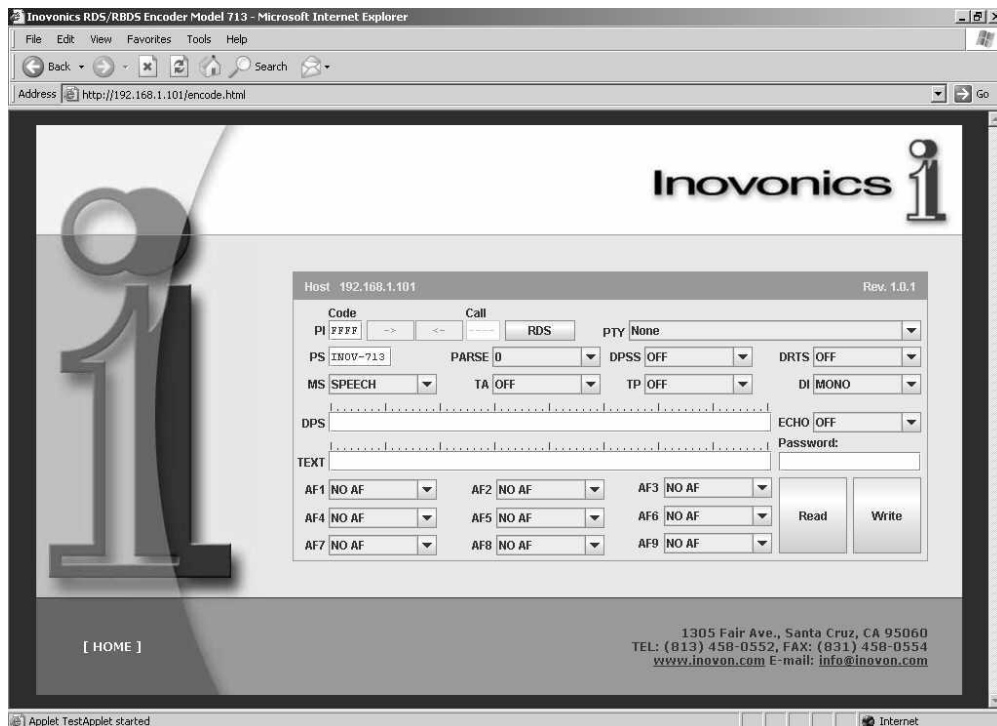 Inovonics RDS/RBDS Encoder Model 713 - Microsoft Internet Explorer
File Edit View Favorites Tools Help
Back Search
Address http://192.168.1.101/encode.html Go
Inovonics
Host 192.168.1.101 Rev. 1.0.1
Code Call
PI FFFF -> <- ---- RDS PTY None
PS INOV-713 PARSE 0 DPSS OFF DRTS OFF
MS SPEECH TA OFF TP OFF DI MONO
DPS ECHO OFF
Password:
TEXT
AF1 NO AF AF2 NO AF AF3 NO AF
AF4 NO AF AF5 NO AF AF6 NO AF Read Write
AF7 NO AF AF8 NO AF AF9 NO AF
[ HOME ]
1305 Fair Ave., Santa Cruz, CA 95060
TEL: (813) 458-0552, FAX: (831) 458-0554
www.inovon.com E-mail: info@inovon.com
Applet TestApplet started Internet